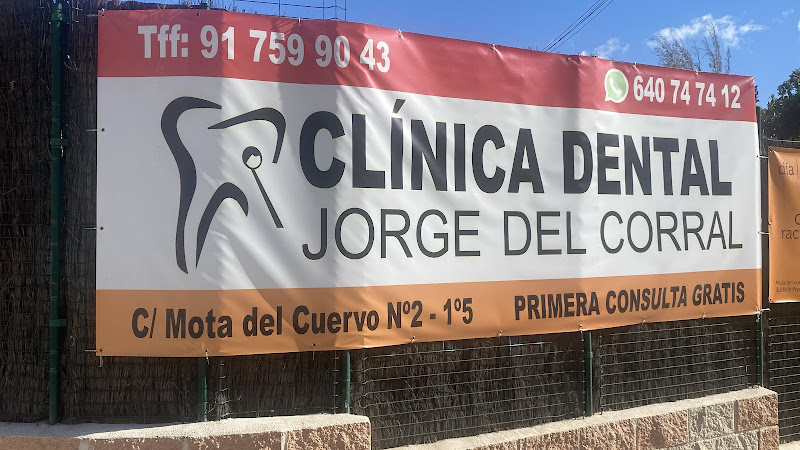 Tff: 91 759 90 43
640 74 74 12
CLÍNICA DENTAL
JORGE DEL CORRAL
C/ Mota del Cuervo Nº2 - 1º5 PRIMERA CONSULTA GRATIS
dia